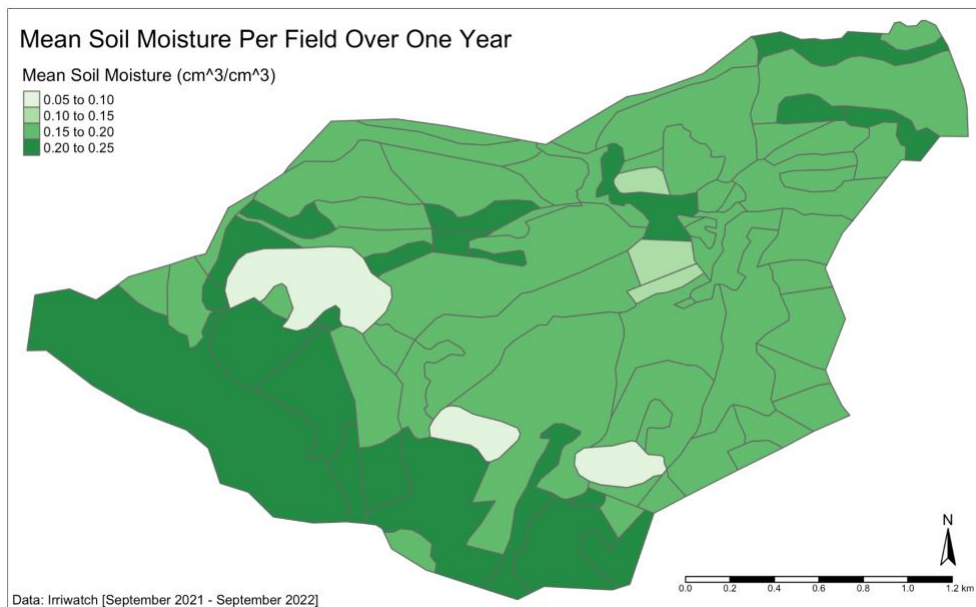 Mean Soil Moisture Per Field Over One Year
Mean Soil Moisture (cm^3/cm^3)
0.05 to 0.10
0.10 to 0.15
0.15 to 0.20
0.20 to 0.25
N
0.0 0.2 0.4 0.6 0.8 1.0 1.2 km
Data: Irriwatch [September 2021 - September 2022]